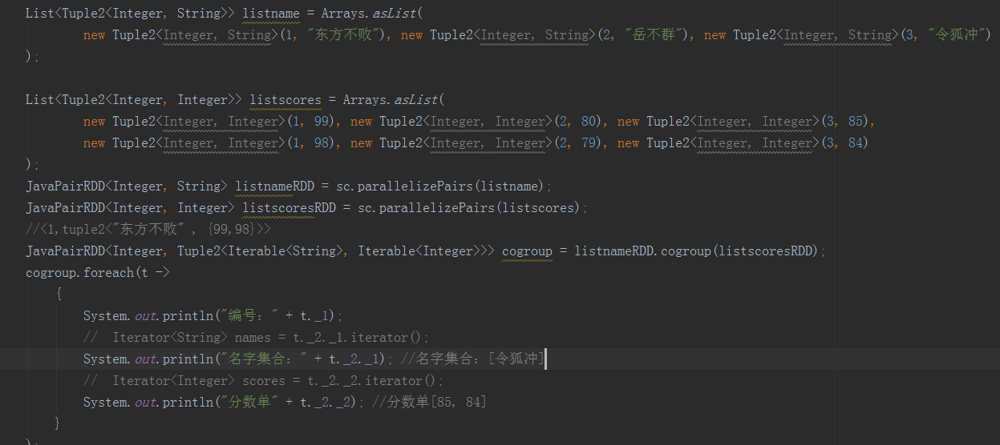 List<Tuple2<Integer, String>> listname = Arrays.asList(
new Tuple2<Integer, String>(1, "东方不败"), new Tuple2<Integer, String>(2, "岳不群"), new Tuple2<Integer, String>(3, "令狐冲")
);
List<Tuple2<Integer, Integer>> listscores = Arrays.asList(
new Tuple2<Integer, Integer>(1, 99), new Tuple2<Integer, Integer>(2, 80), new Tuple2<Integer, Integer>(3, 85),
new Tuple2<Integer, Integer>(1, 98), new Tuple2<Integer, Integer>(2, 79), new Tuple2<Integer, Integer>(3, 84)
);
JavaPairRDD<Integer, String> listnameRDD = sc.parallelizePairs(listname);
JavaPairRDD<Integer, Integer> listscoresRDD = sc.parallelizePairs(listscores);
//<1,tuple2<"东方不败" , {99,98}>>
JavaPairRDD<Integer, Tuple2<Iterable<String>, Iterable<Integer>>> cogroup = listnameRDD.cogroup(listscoresRDD);
cogroup.foreach(t ->
{
System.out.println("编号：" + t._1);
//  Iterator<String> names = t._2._1.iterator();
System.out.println("名字集合：" + t._2._1); //名字集合：[令狐冲]
//  Iterator<Integer> scores = t._2._2.iterator();
System.out.println("分数单" + t._2._2); //分数单[85, 84]
}
);